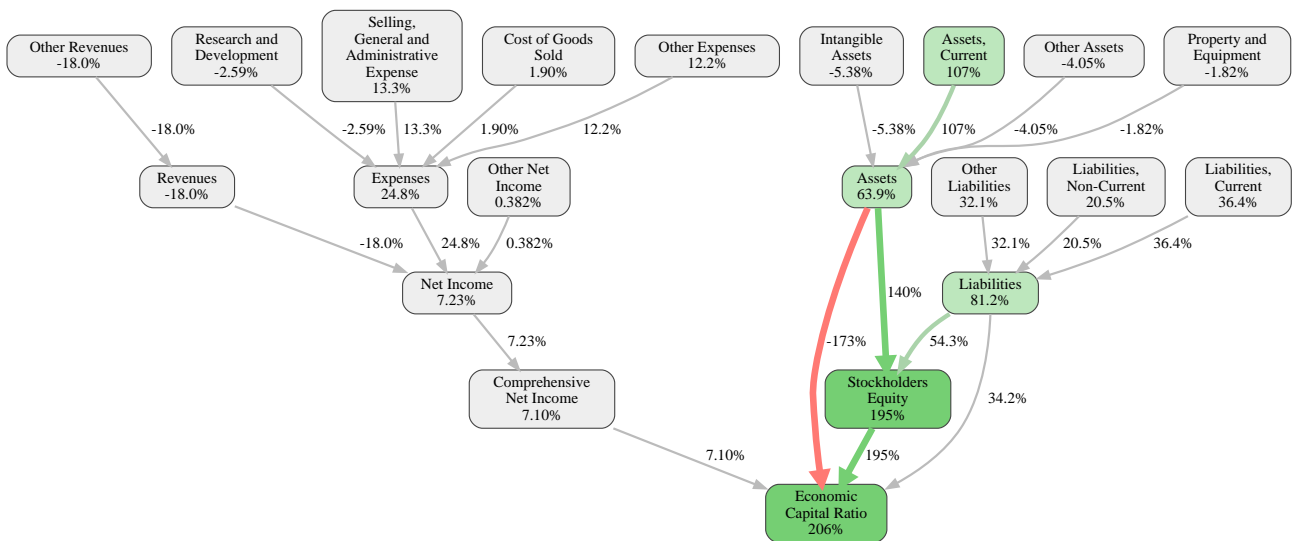 Other Revenues
-18.0%
Research and
Development
-2.59%
Selling,
General and
Administrative
Expense
13.3%
Cost of Goods
Sold
1.90%
Other Expenses
12.2%
Intangible
Assets
-5.38%
Assets,
Current
107%
Other Assets
-4.05%
Property and
Equipment
-1.82%
-18.0%
-2.59%
13.3%
1.90%
12.2%
-5.38%
107%
-4.05%
-1.82%
Revenues
-18.0%
Expenses
24.8%
Other Net
Income
0.382%
Assets
63.9%
Other
Liabilities
32.1%
Liabilities,
Non-Current
20.5%
Liabilities,
Current
36.4%
-18.0%
24.8%
0.382%
32.1%
20.5%
36.4%
Net Income
7.23%
140%
Liabilities
81.2%
7.23%
-173%
54.3%
Comprehensive
Net Income
7.10%
Stockholders
Equity
195%
34.2%
7.10%
195%
Economic
Capital Ratio
206%